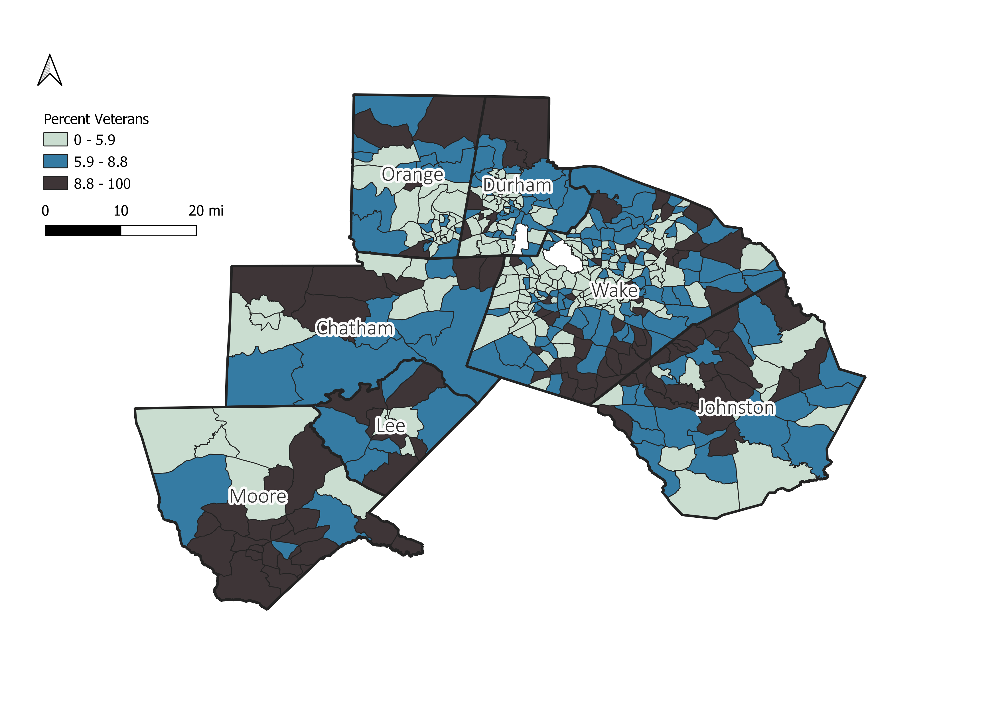 Percent Veterans
0 - 5.9
5.9 - 8.8
8.8 - 100
0 10 20 mi
Orange
Durham
Wake
Chatham
Johnston
Lee
Moore